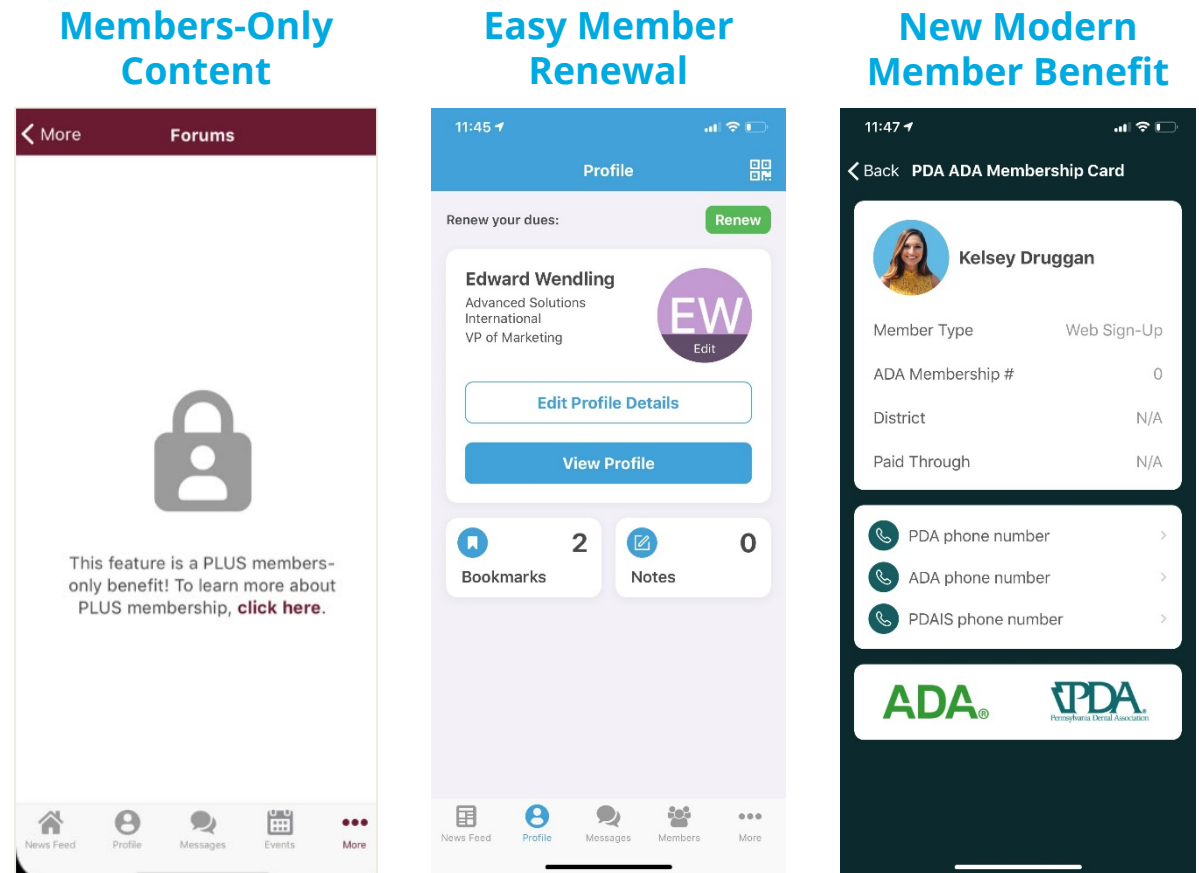 Members-Only
Content
More
Forums
This feature is a PLUS members-
only benefit! To learn more about
PLUS membership, click here.
News Feed
Profile
Messages
Events
More
Easy Member
Renewal
11:45
Profile
Renew your dues:
Renew
Edward Wendling
Advanced Solutions
International
VP of Marketing
EW
Edit
Edit Profile Details
View Profile
2
Bookmarks
0
Notes
News Feed
Profile
Messages
Members
More
New Modern
Member Benefit
11:47
Back PDA ADA Membership Card
Kelsey Druggan
Member Type Web Sign-Up
ADA Membership # 0
District N/A
Paid Through N/A
PDA phone number
ADA phone number
PDAIS phone number
ADA®
PDA®
Pennsylvania Dental Association